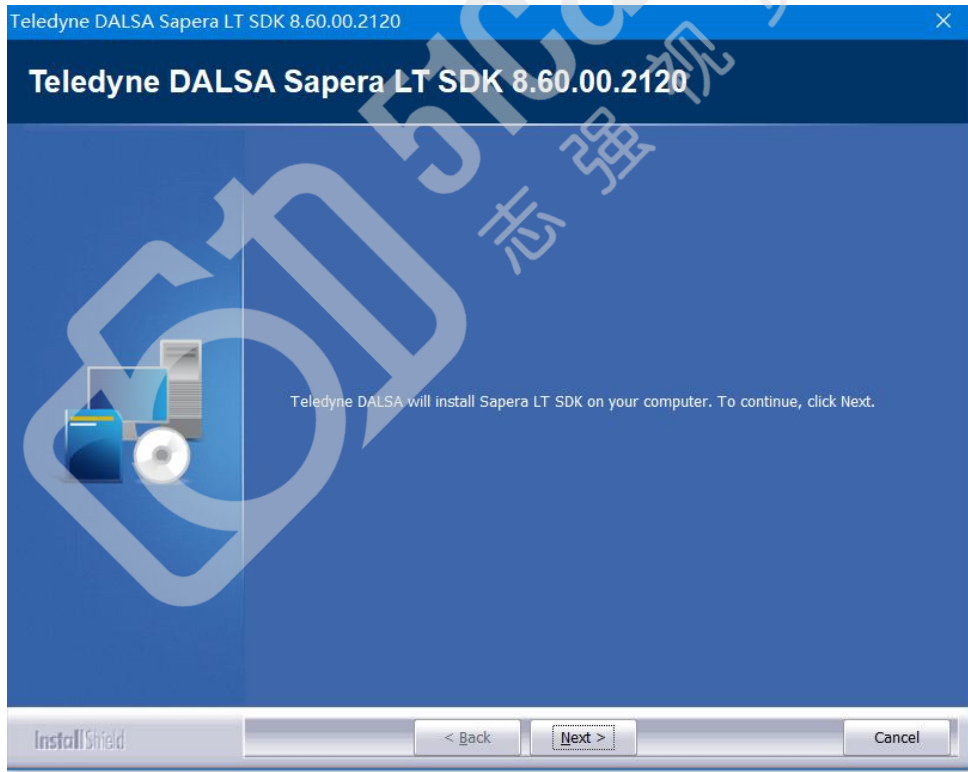 Teledyne DALSA Sapera LT SDK 8.60.00.2120
Teledyne DALSA Sapera LT SDK 8.60.00.2120
志强视
Teledyne DALSA will install Sapera LT SDK on your computer. To continue, click Next.
InstallShield
< Back
Next >
Cancel